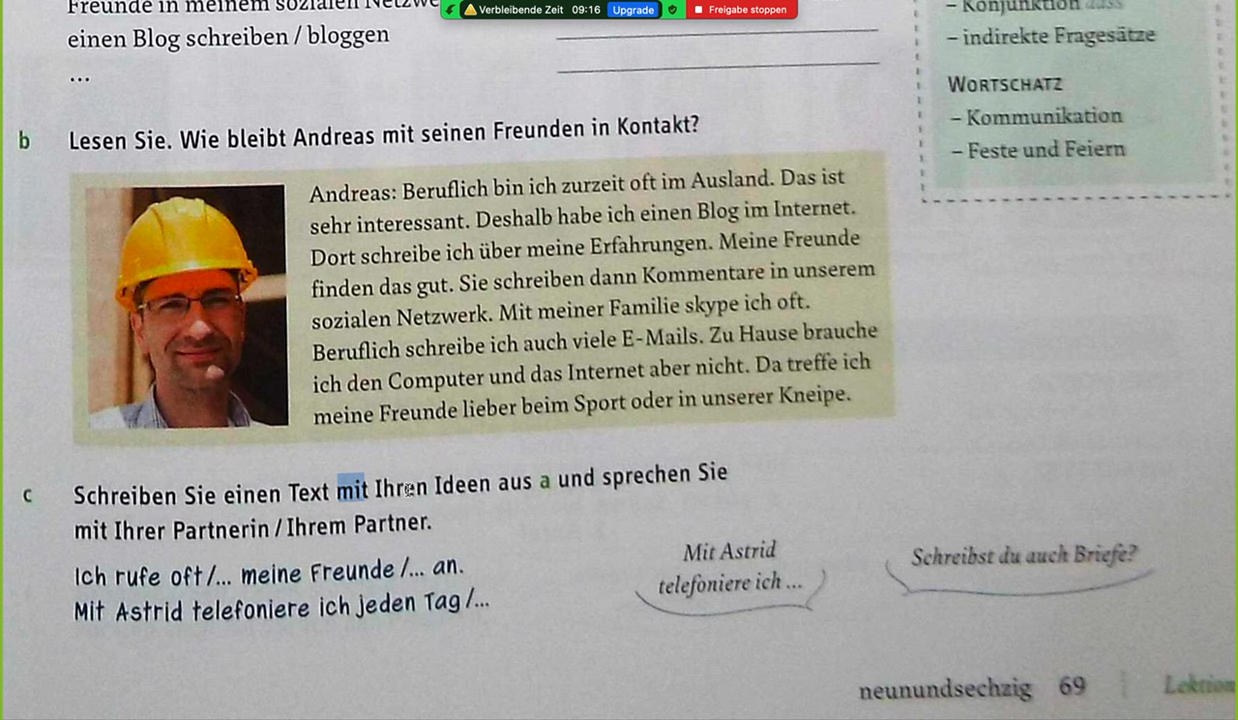 Verbleibende Zeit 09:16 Upgrade Freigabe stoppen
Freunde in meinem sozialen
einen Blog schreiben / bloggen
...
– Konjunktion dass
– indirekte Fragesätze
WORTSCHATZ
– Kommunikation
– Feste und Feiern
b Lesen Sie. Wie bleibt Andreas mit seinen Freunden in Kontakt?
Andreas: Beruflich bin ich zurzeit oft im Ausland. Das ist
sehr interessant. Deshalb habe ich einen Blog im Internet.
Dort schreibe ich über meine Erfahrungen. Meine Freunde
finden das gut. Sie schreiben dann Kommentare in unserem
sozialen Netzwerk. Mit meiner Familie skype ich oft.
Beruflich schreibe ich auch viele E-Mails. Zu Hause brauche
ich den Computer und das Internet aber nicht. Da treffe ich
meine Freunde lieber beim Sport oder in unserer Kneipe.
c Schreiben Sie einen Text mit Ihren Ideen aus a und sprechen Sie
mit Ihrer Partnerin / Ihrem Partner.
Ich rufe oft /... meine Freunde /... an.
Mit Astrid telefoniere ich jeden Tag /...
Mit Astrid
telefoniere ich ...
Schreibst du auch Briefe?
neunundsechzig 69 Lektion